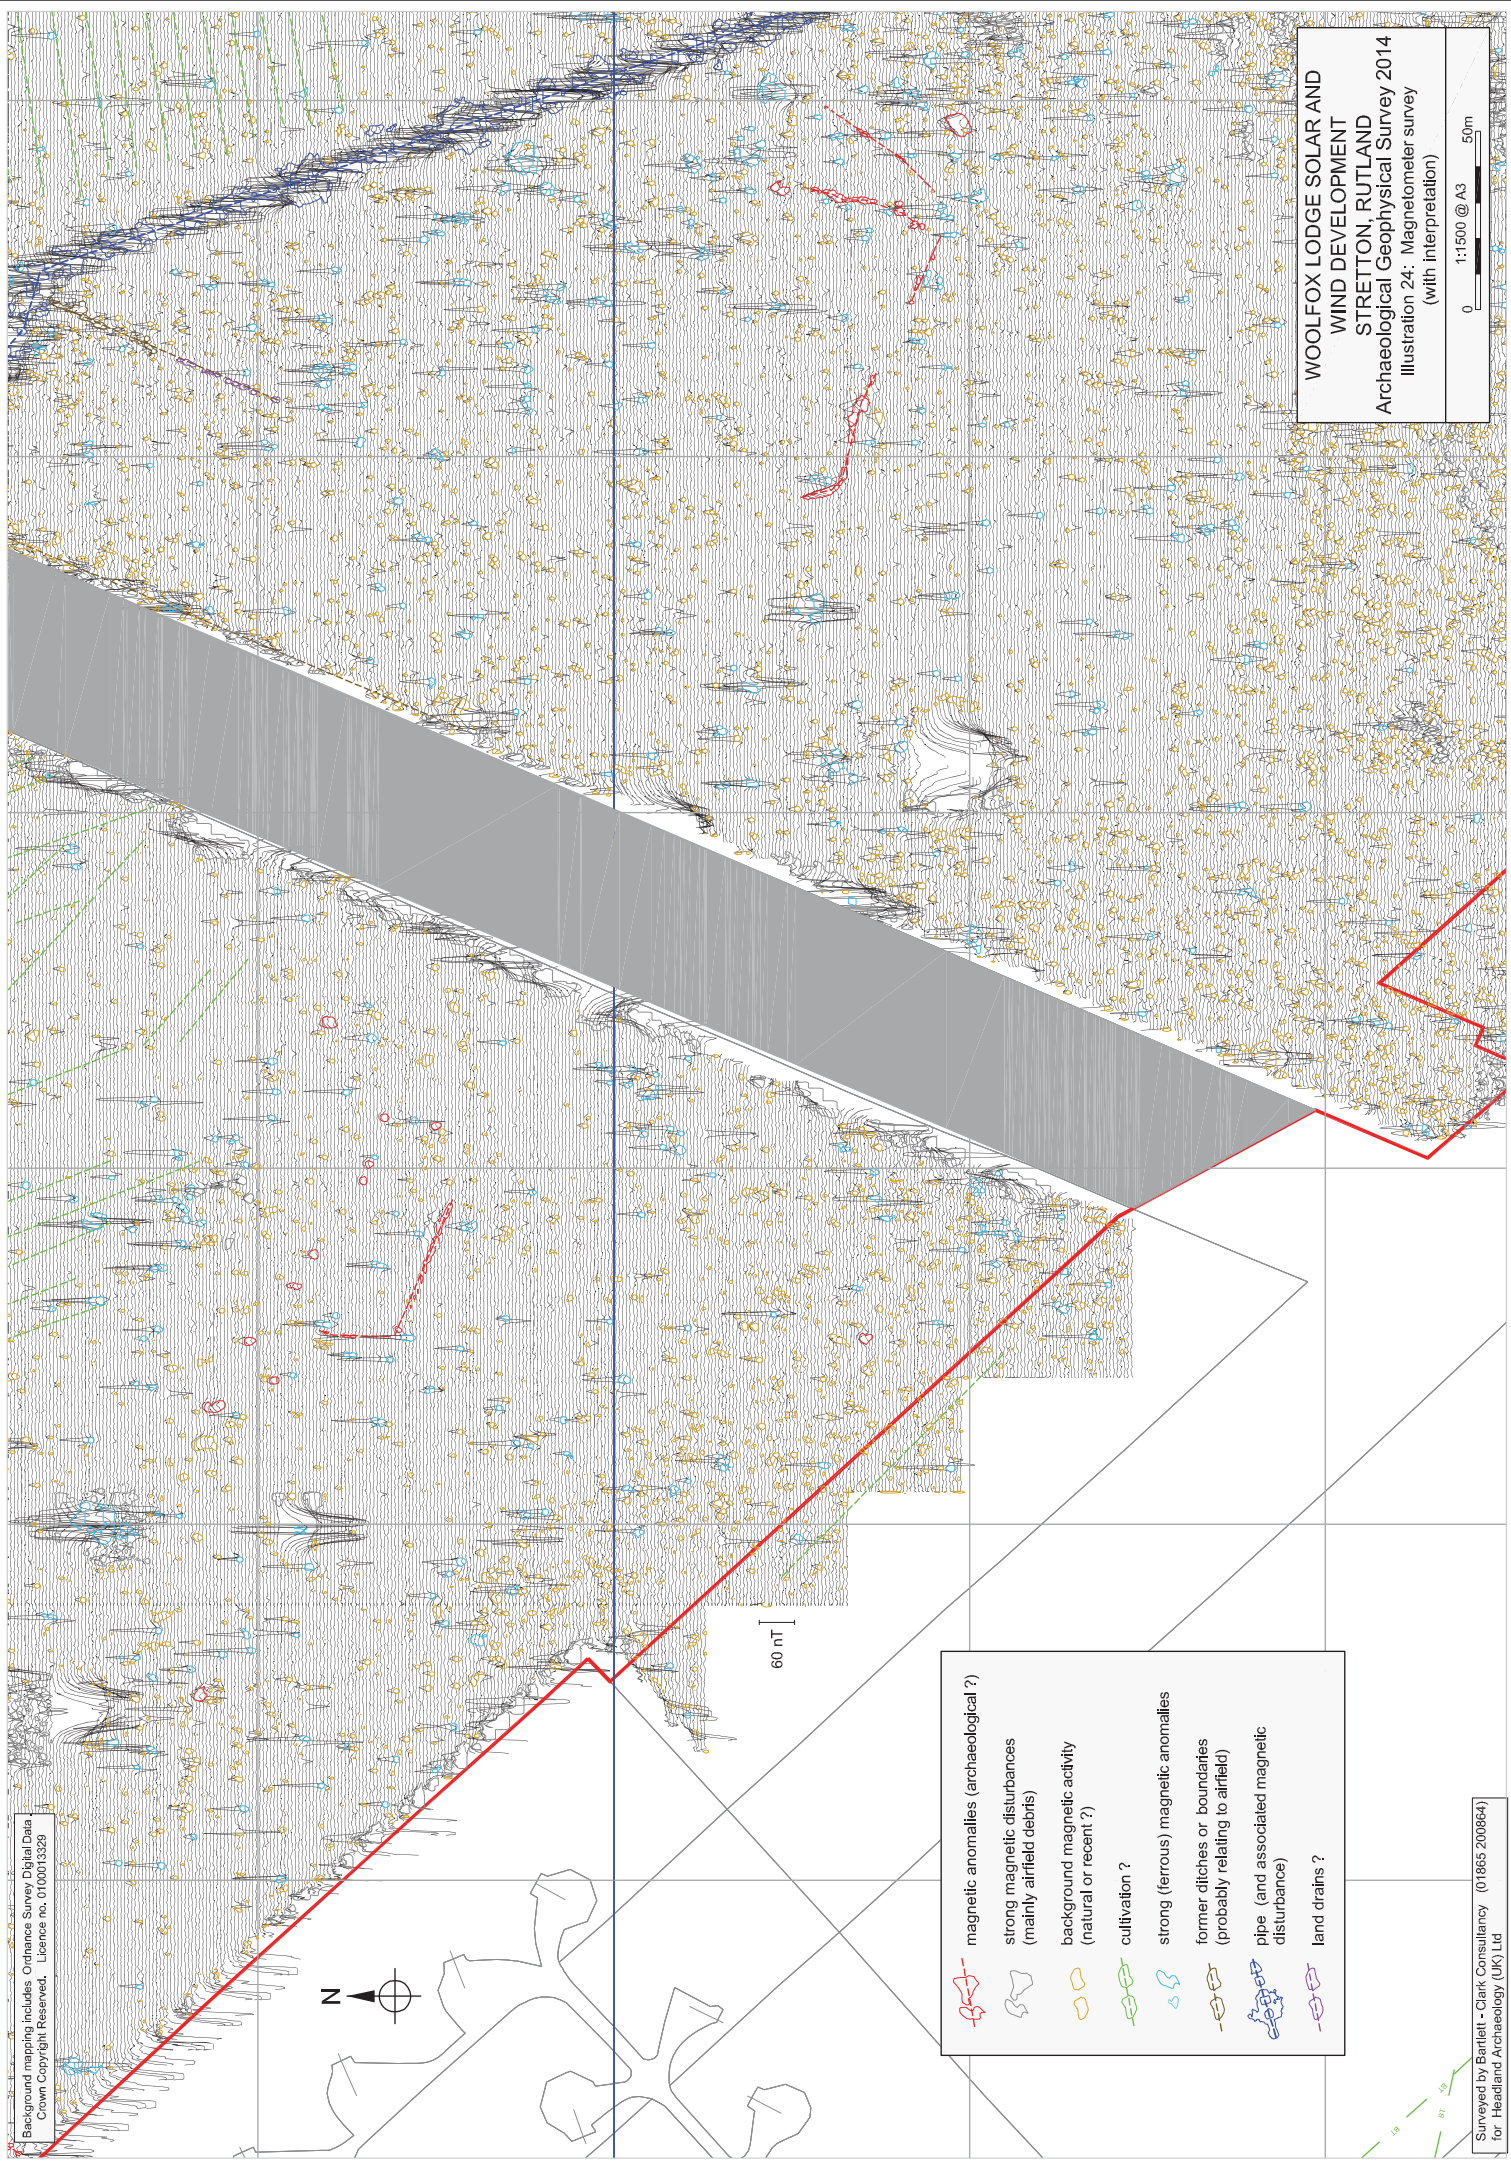 WOOLFOX LODGE SOLAR AND
WIND DEVELOPMENT
STRETTON, RUTLAND
Archaeological Geophysical Survey 2014
Illustration 24: Magnetometer survey
(with interpretation)
0 1:1500 @ A3 50m
Background mapping includes Ordnance Survey Digital Data
Crown Copyright Reserved. Licence no. 0100013329
N
60 nT
magnetic anomalies (archaeological ?)
strong magnetic disturbances
(mainly airfield debris)
background magnetic activity
(natural or recent ?)
cultivation ?
strong (ferrous) magnetic anomalies
former ditches or boundaries
(probably relating to airfield)
pipe (and associated magnetic
disturbance)
land drains ?
BT
BT
Surveyed by Bartlett - Clark Consultancy (01865 200864)
for Headland Archaeology (UK) Ltd